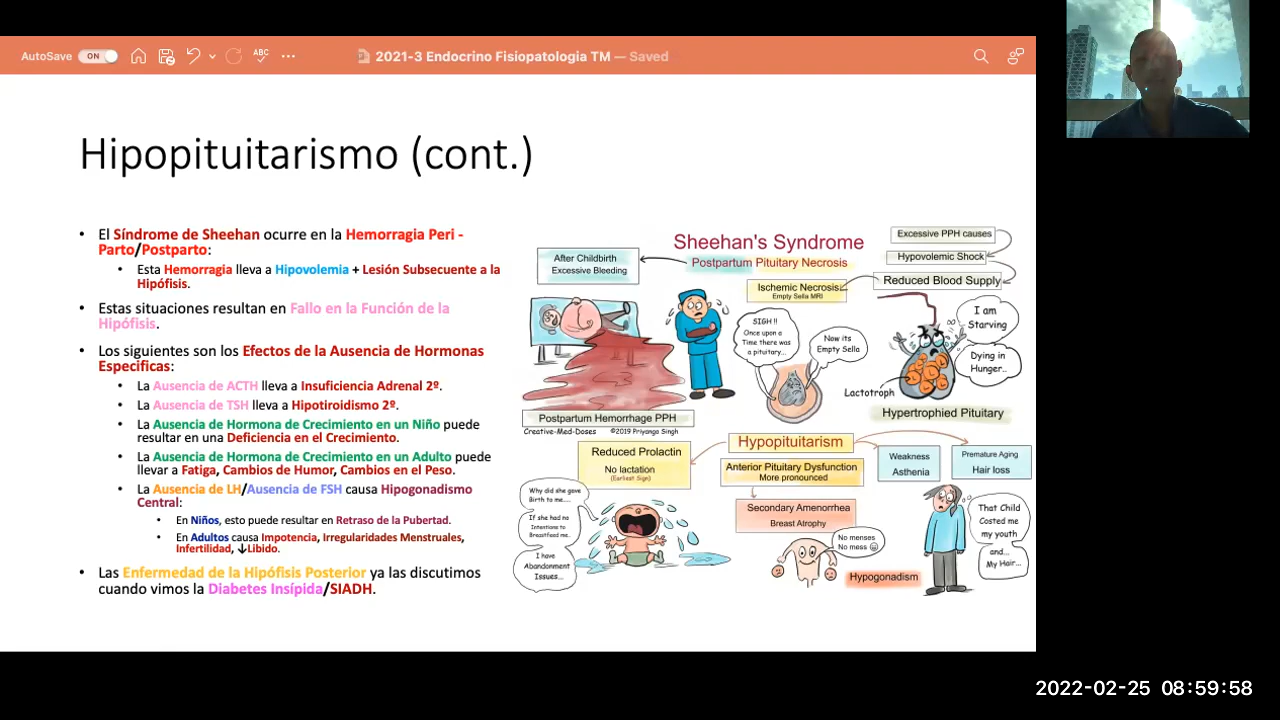 AutoSave ON ABC ••• 2021-3 Endocrino Fisiopatologia TM — Saved
Hipopituitarismo (cont.)
• El Síndrome de Sheehan ocurre en la Hemorragia Peri -
Parto/Postparto:
• Esta Hemorragia lleva a Hipovolemia + Lesión Subsecuente a la
Hipófisis.
• Estas situaciones resultan en Fallo en la Función de la
Hipófisis.
• Los siguientes son los Efectos de la Ausencia de Hormonas
Especificas:
• La Ausencia de ACTH lleva a Insuficiencia Adrenal 2º.
• La Ausencia de TSH lleva a Hipotiroidismo 2º.
• La Ausencia de Hormona de Crecimiento en un Niño puede
resultar en una Deficiencia en el Crecimiento.
• La Ausencia de Hormona de Crecimiento en un Adulto puede
llevar a Fatiga, Cambios de Humor, Cambios en el Peso.
• La Ausencia de LH/Ausencia de FSH causa Hipogonadismo
Central:
• En Niños, esto puede resultar en Retraso de la Pubertad.
• En Adultos causa Impotencia, Irregularidades Menstruales,
Infertilidad, ↓Libido.
• Las Enfermedad de la Hipófisis Posterior ya las discutimos
cuando vimos la Diabetes Insípida/SIADH.
Sheehan's Syndrome
Postpartum Pituitary Necrosis
After Childbirth
Excessive Bleeding
Excessive PPH causes
Hypovolemic Shock
Reduced Blood Supply
Ischemic Necrosis
Empty Sella MRI
SIGH !!
Once upon a
Time there was
a pituitary...
Now its
Empty Sella
I am
Starving
Dying in
Hunger..
Lactotroph
Hypertrophied Pituitary
Postpartum Hemorrhage PPH
Creative-Med-Doses ©2019 Priyanga Singh
Hypopituitarism
Reduced Prolactin
No lactation
(Earliest Sign)
Anterior Pituitary Dysfunction
More pronounced
Weakness
Asthenia
Premature Aging
Hair loss
Why did she gave
Birth to me....
If she had no
Intentions to
Breastfeed me..
I have
Abandonment
Issues...
Secondary Amenorrhea
Breast Atrophy
No menses
No mess
Hypogonadism
That Child
Costed me
my youth
and...
My Hair...
2022-02-25 08:59:58